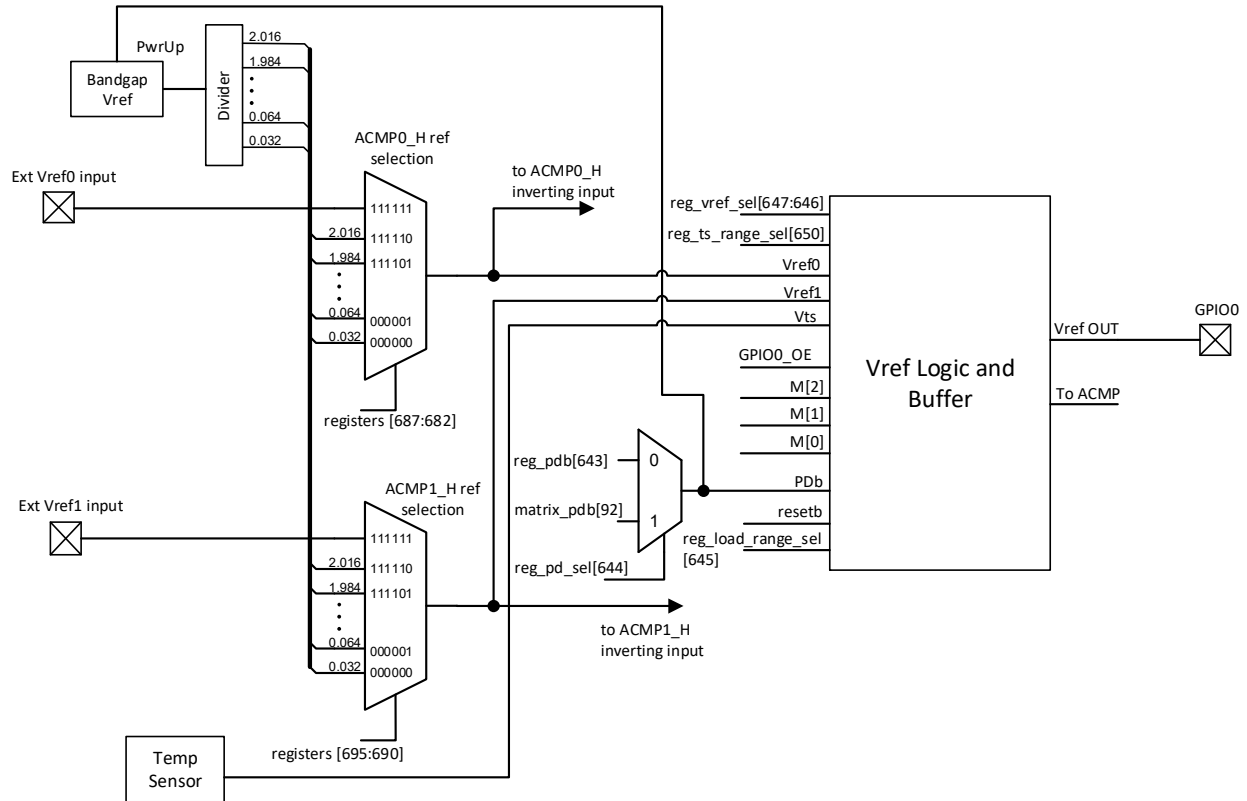 PwrUp
Bandgap
Vref
Divider
2.016
1.984
0.064
0.032
Ext Vref0 input
ACMP0_H ref
selection
111111
2.016
111110
1.984
111101
0.064
000001
0.032
000000
registers [687:682]
to ACMP0_H
inverting input
Ext Vref1 input
ACMP1_H ref
selection
111111
2.016
111110
1.984
111101
0.064
000001
0.032
000000
registers [695:690]
to ACMP1_H
inverting input
Temp
Sensor
reg_pdb[643]
0
matrix_pdb[92]
1
reg_pd_sel[644]
reg_vref_sel[647:646]
reg_ts_range_sel[650]
Vref0
Vref1
Vts
GPIO0_OE
M[2]
M[1]
M[0]
PDb
resetb
reg_load_range_sel
[645]
Vref Logic and
Buffer
Vref OUT
To ACMP
GPIO0